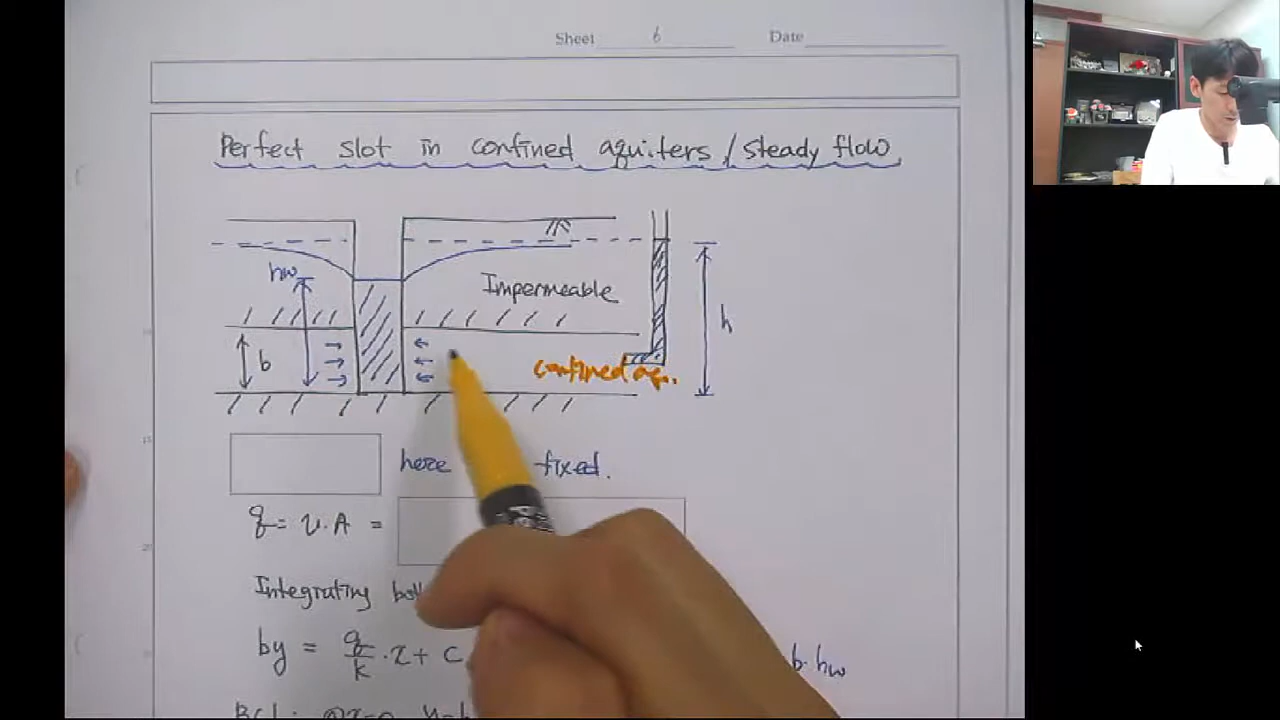 Sheet 6 Date
Perfect slot in confined aquifers / steady flow
hw
Impermeable
h
b
confined aq.
here fixed.
q = v. A =
Integrating
by = q/k . x + c
b. hw